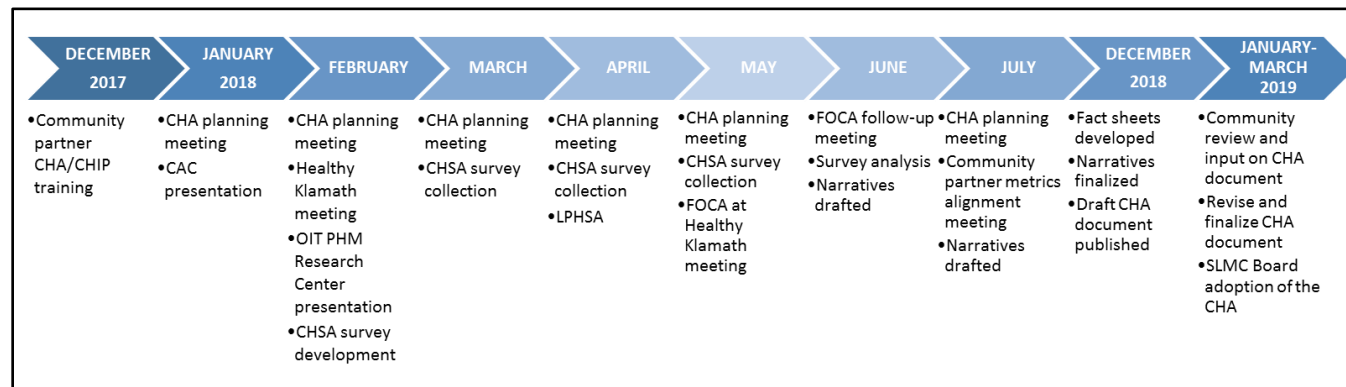 DECEMBER
2017
JANUARY
2018
FEBRUARY
MARCH
APRIL
MAY
JUNE
JULY
DECEMBER
2018
JANUARY-
MARCH
2019
•Community
partner
CHA/CHIP
training
•CHA planning
meeting
•CAC
presentation
•CHA planning
meeting
•Healthy
Klamath
meeting
•OIT PHM
Research
Center
presentation
•CHSA survey
development
•CHA planning
meeting
•CHSA survey
collection
•CHA planning
meeting
•CHSA survey
collection
•LPHSA
•CHA planning
meeting
•CHSA survey
collection
•FOCA at
Healthy
Klamath
meeting
•FOCA follow-up
meeting
•Survey analysis
•Narratives
drafted
•CHA planning
meeting
•Community
partner metrics
alignment
meeting
•Narratives
drafted
•Fact sheets
developed
•Narratives
finalized
•Draft CHA
document
published
•Community
review and
input on CHA
document
•Revise and
finalize CHA
document
•SLMC Board
adoption of the
CHA